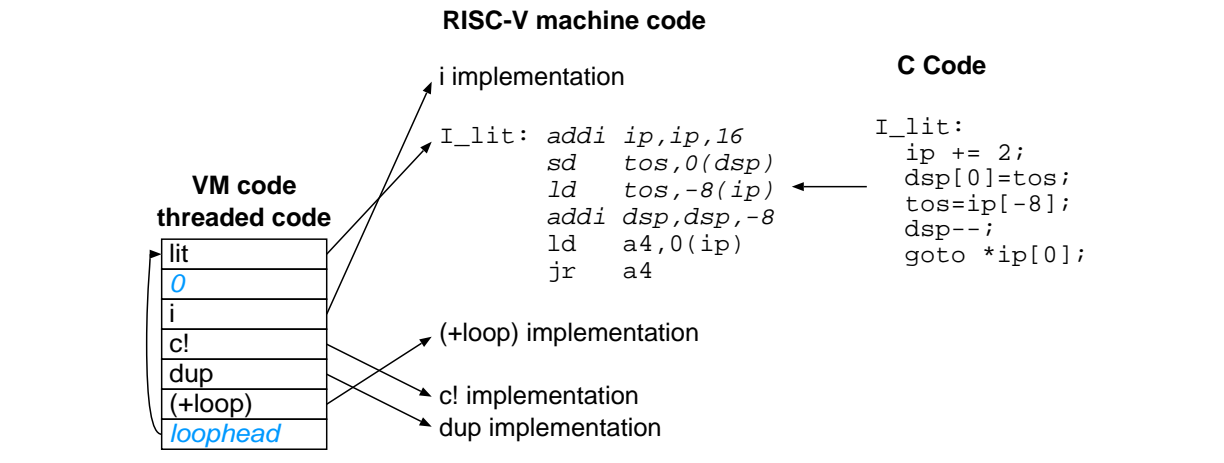 RISC-V machine code
i implementation
I_lit: addi ip,ip,16
sd tos,0(dsp)
ld tos,-8(ip)
addi dsp,dsp,-8
ld a4,0(ip)
jr a4
(+loop) implementation
c! implementation
dup implementation
C Code
I_lit:
ip += 2;
dsp[0]=tos;
tos=ip[-8];
dsp--;
goto *ip[0];
VM code
threaded code
lit
0
i
c!
dup
(+loop)
loophead